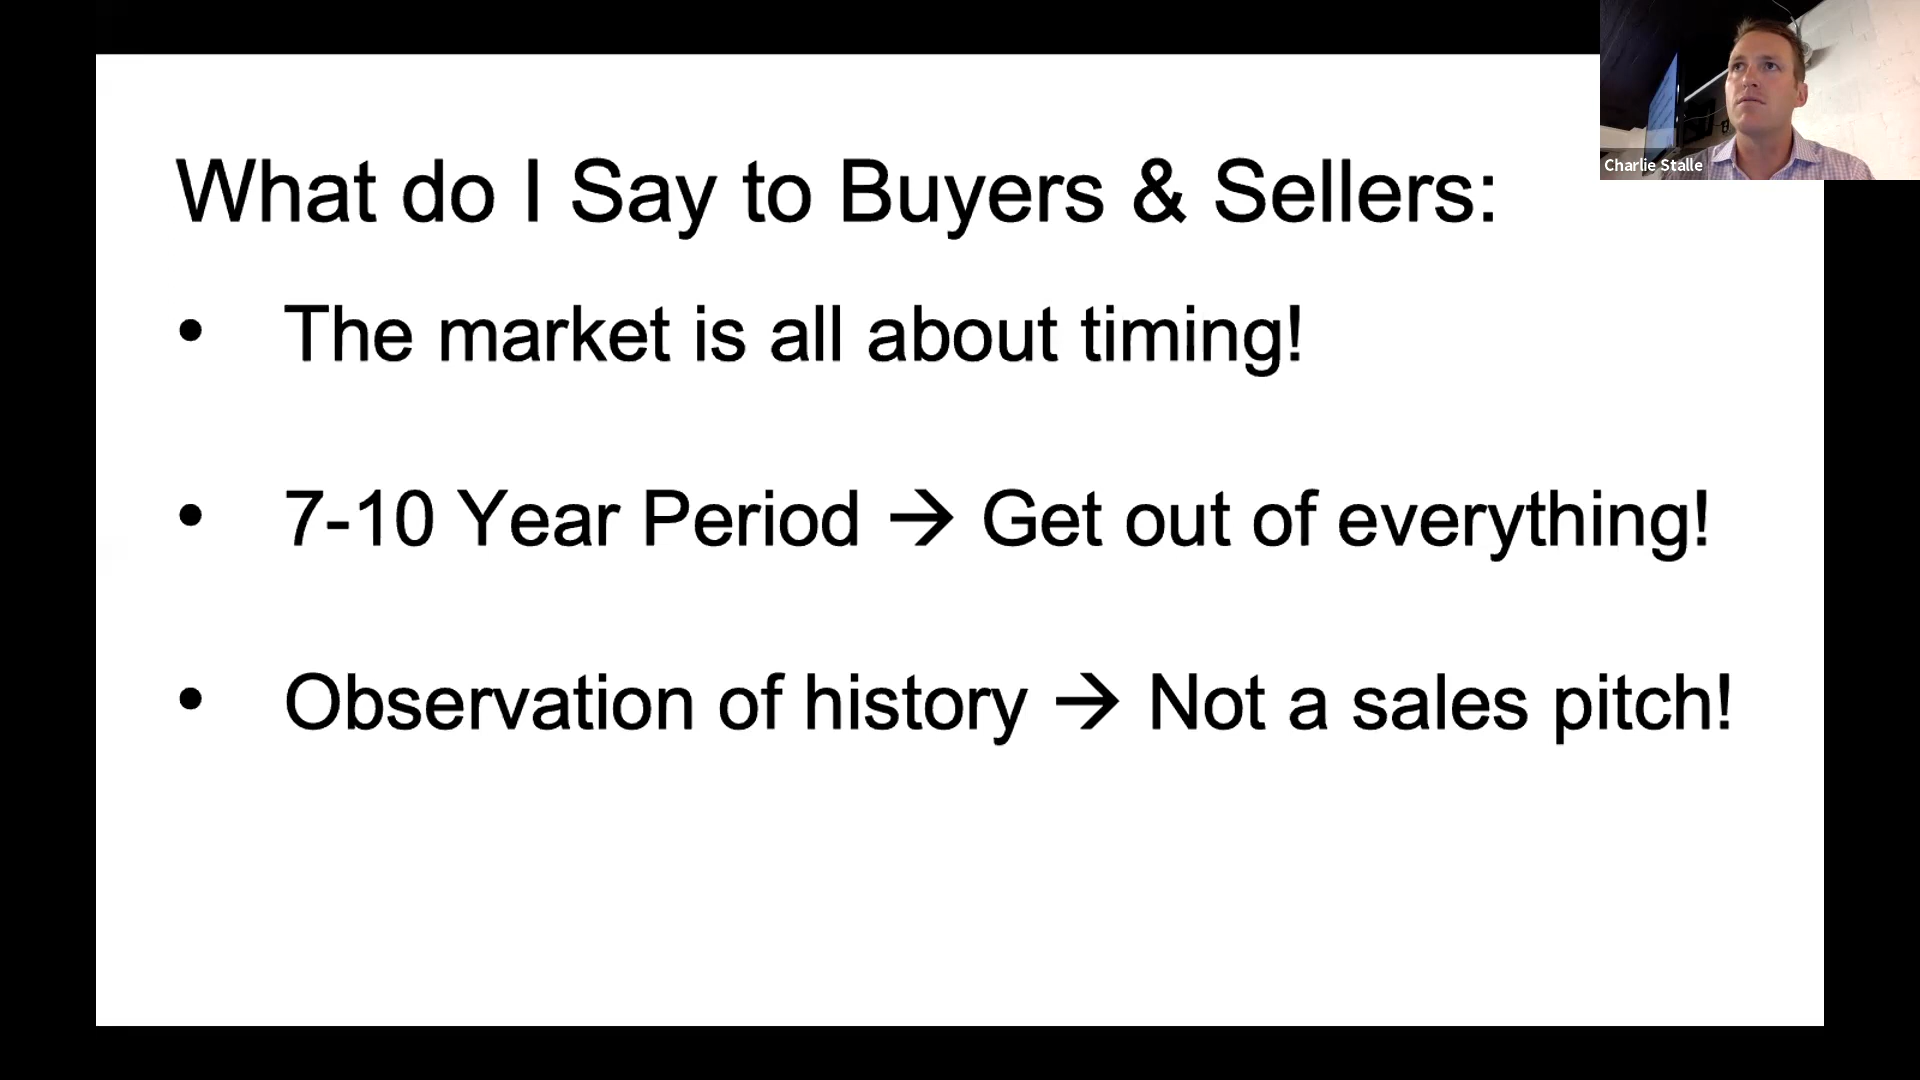 What do I Say to Buyers & Sellers:
• The market is all about timing!
• 7-10 Year Period → Get out of everything!
• Observation of history → Not a sales pitch!
Charlie Stalle